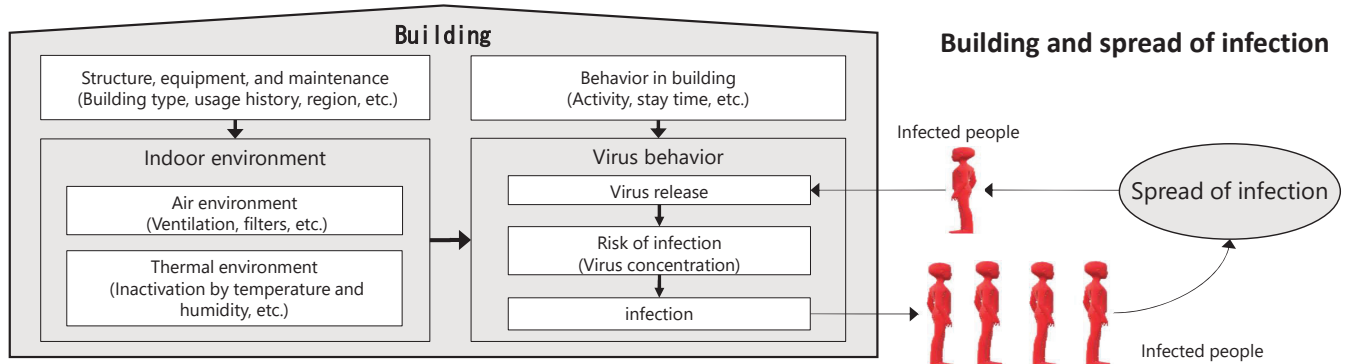 Building
Building and spread of infection
Structure, equipment, and maintenance
(Building type, usage history, region, etc.)
Behavior in building
(Activity, stay time, etc.)
Indoor environment
Air environment
(Ventilation, filters, etc.)
Thermal environment
(Inactivation by temperature and
humidity, etc.)
Virus behavior
Virus release
Risk of infection
(Virus concentration)
infection
Infected people
Spread of infection
Infected people